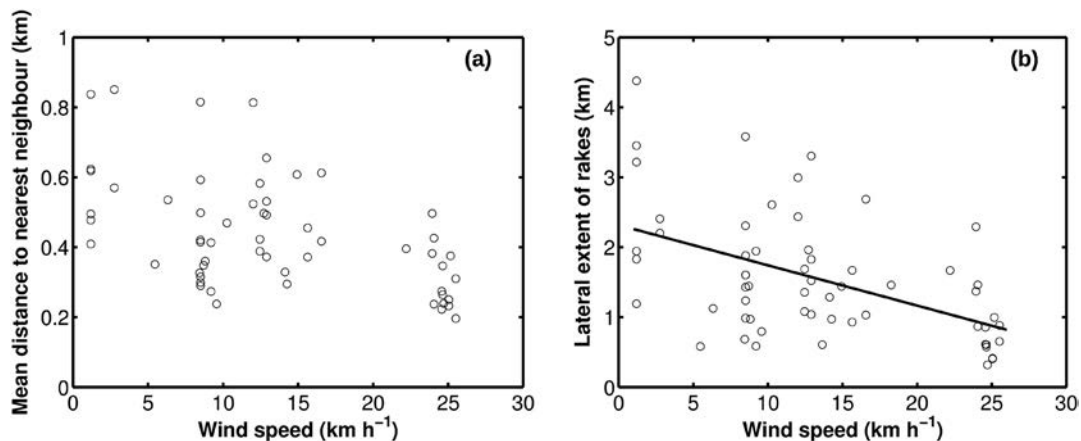 Mean distance to nearest neighbour (km)
1
0.8
0.6
0.4
0.2
0
0 5 10 15 20 25 30
Wind speed (km h⁻¹)
(a)
Lateral extent of rakes (km)
5
4
3
2
1
0
0 5 10 15 20 25 30
Wind speed (km h⁻¹)
(b)